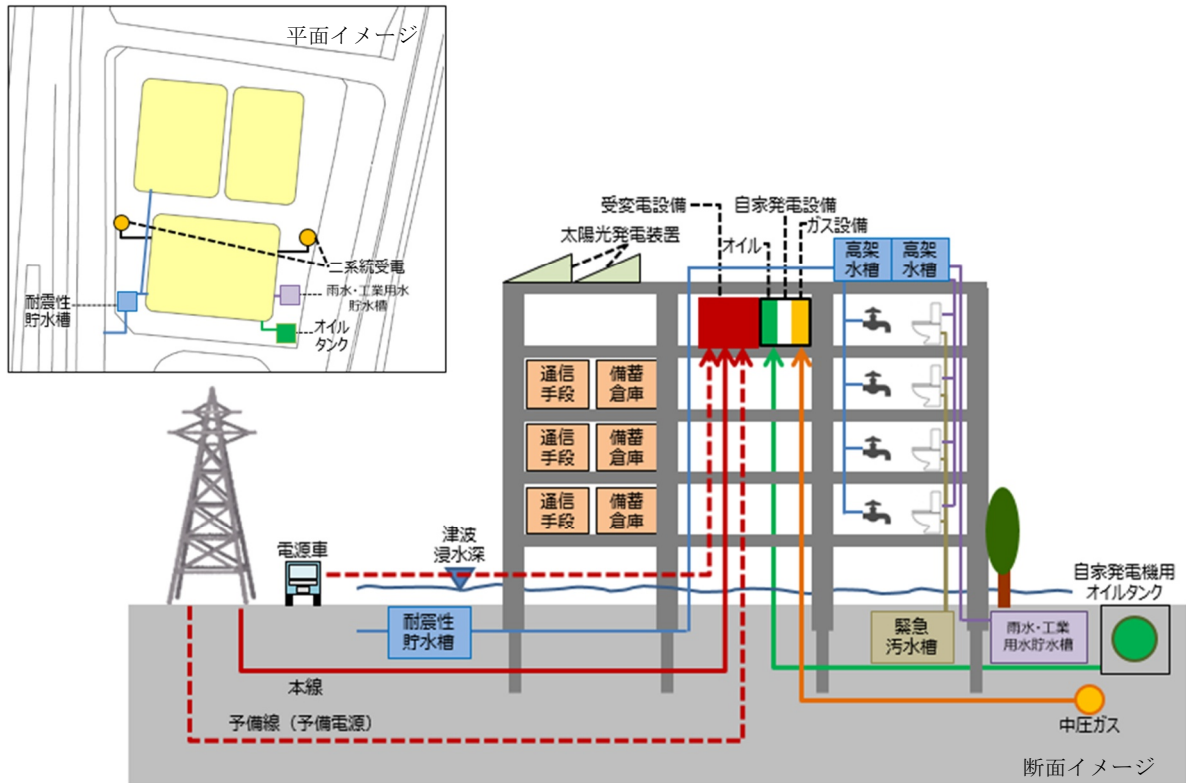 平面イメージ
二系統受電
耐震性
貯水槽
雨水・工業用水
貯水槽
オイル
タンク
受変電設備
自家発電設備
ガス設備
太陽光発電装置
オイル
高架
水槽
高架
水槽
通信
手段
備蓄
倉庫
通信
手段
備蓄
倉庫
通信
手段
備蓄
倉庫
津波
浸水深
電源車
自家発電機用
オイルタンク
耐震性
貯水槽
緊急
汚水槽
雨水・工業
用水貯水槽
本線
予備線（予備電源）
中圧ガス
断面イメージ